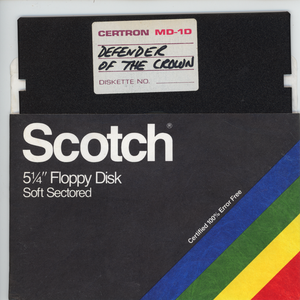 CERTRON MD-1D
DEFENDER
OF THE CROWN
DISKETTE NO.
Scotch®
5¼" Floppy Disk
Soft Sectored
Certified 100% Error Free